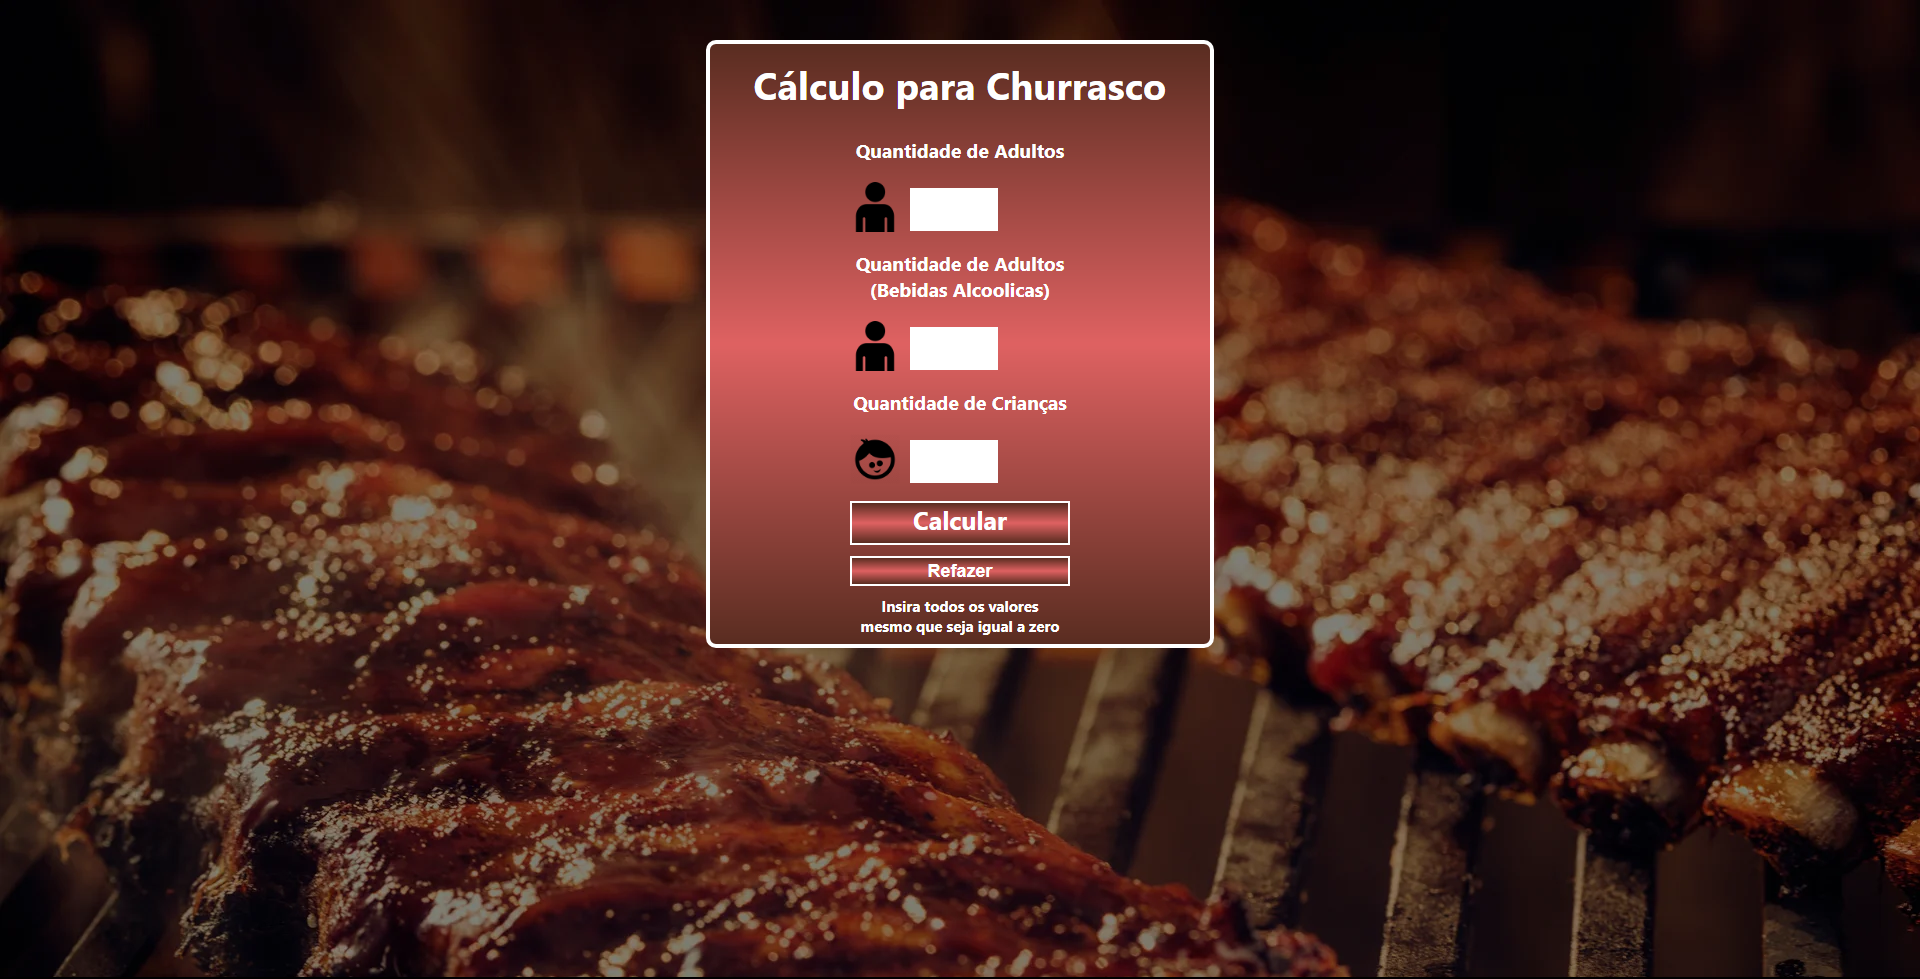 Cálculo para Churrasco
Quantidade de Adultos
Quantidade de Adultos
(Bebidas Alcoolicas)
Quantidade de Crianças
Calcular
Refazer
Insira todos os valores
mesmo que seja igual a zero